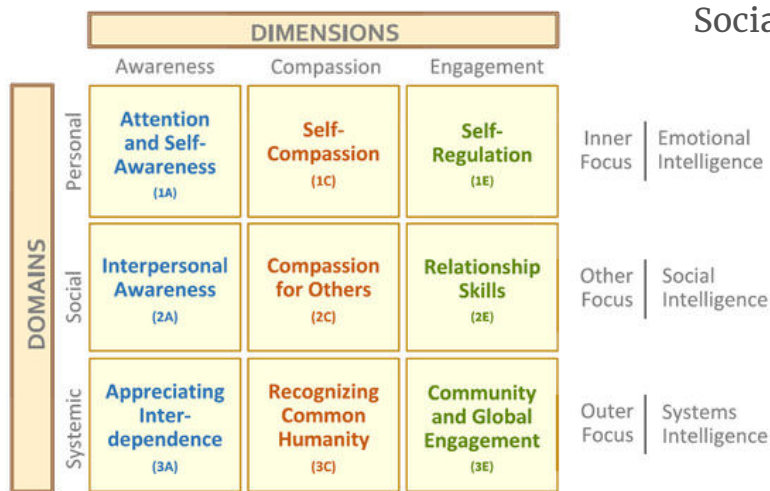 Socia
DIMENSIONS
Awareness Compassion Engagement
DOMAINS
Personal
Attention
and Self-
Awareness
(1A)
Self-
Compassion
(1C)
Self-
Regulation
(1E)
Inner
Focus
Emotional
Intelligence
Social
Interpersonal
Awareness
(2A)
Compassion
for Others
(2C)
Relationship
Skills
(2E)
Other
Focus
Social
Intelligence
Systemic
Appreciating
Inter-
dependence
(3A)
Recognizing
Common
Humanity
(3C)
Community
and Global
Engagement
(3E)
Outer
Focus
Systems
Intelligence